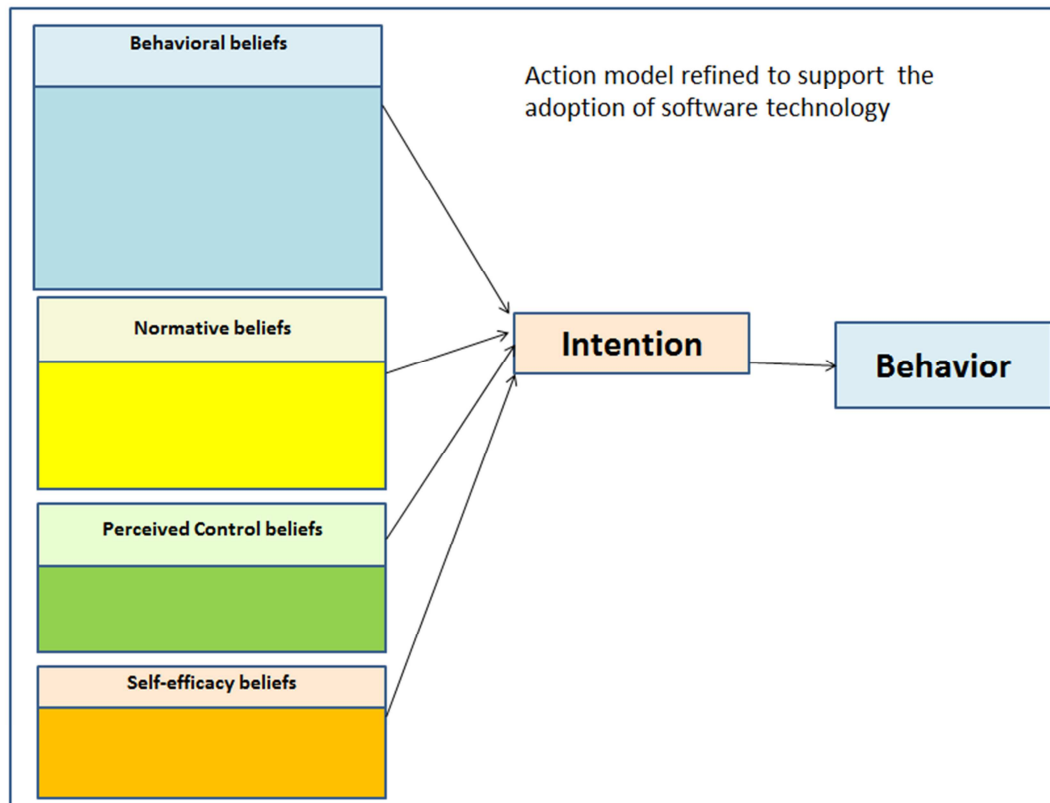 Behavioral beliefs
Action model refined to support the
adoption of software technology
Normative beliefs
Intention
Behavior
Perceived Control beliefs
Self-efficacy beliefs